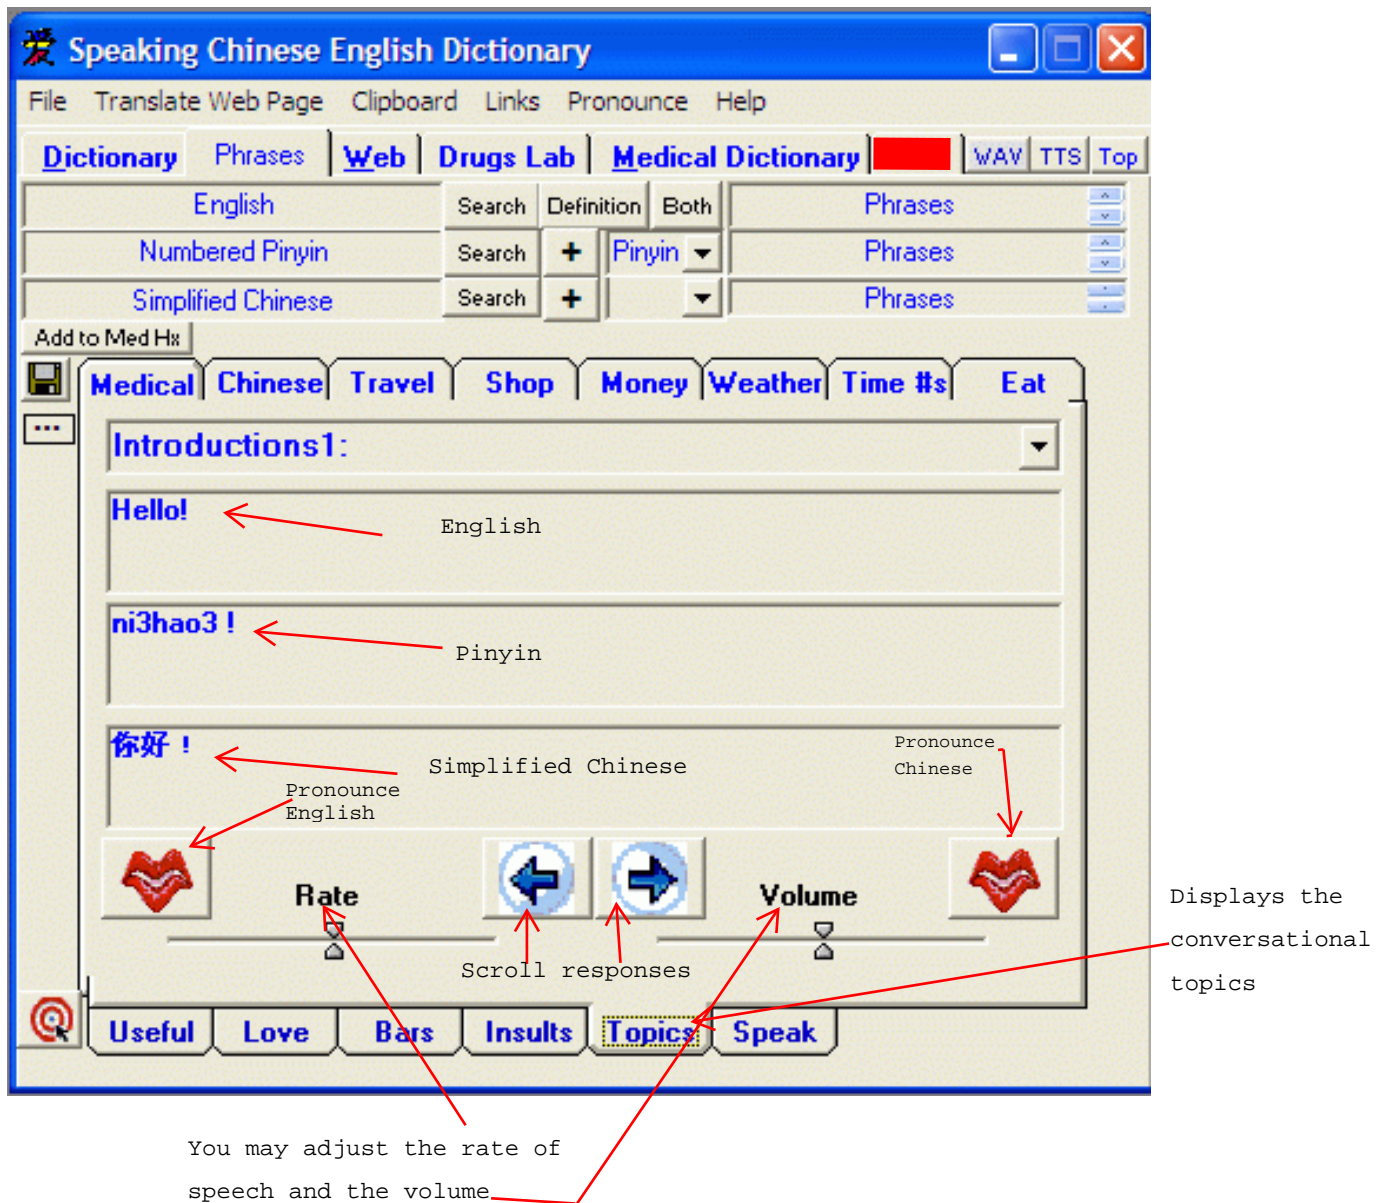 爱 Speaking Chinese English Dictionary
File Translate Web Page Clipboard Links Pronounce Help
Dictionary Phrases Web Drugs Lab Medical Dictionary WAV TTS Top
English Search Definition Both Phrases
Numbered Pinyin Search + Pinyin Phrases
Simplified Chinese Search + Phrases
Add to Med Hx
Medical Chinese Travel Shop Money Weather Time #s Eat
...
Introductions1:
Hello!
English
ni3hao3 !
Pinyin
你好 !
Simplified Chinese
Pronounce
English
Pronounce
Chinese
Rate
Volume
Scroll responses
Displays the
conversational
topics
Useful Love Bars Insults Topics Speak
You may adjust the rate of
speech and the volume